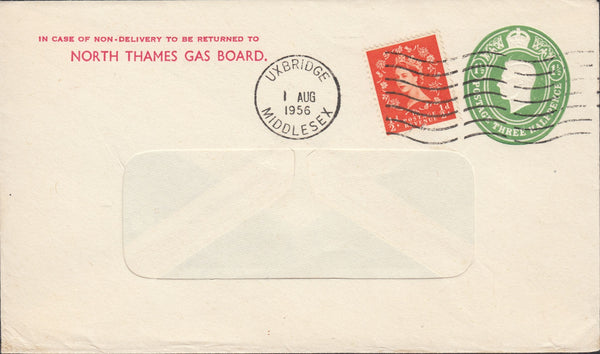 IN CASE OF NON-DELIVERY TO BE RETURNED TO
NORTH THAMES GAS BOARD.
UXBRIDGE
1 AUG
1956
MIDDLESEX
POSTAGE THREE HALFPENCE